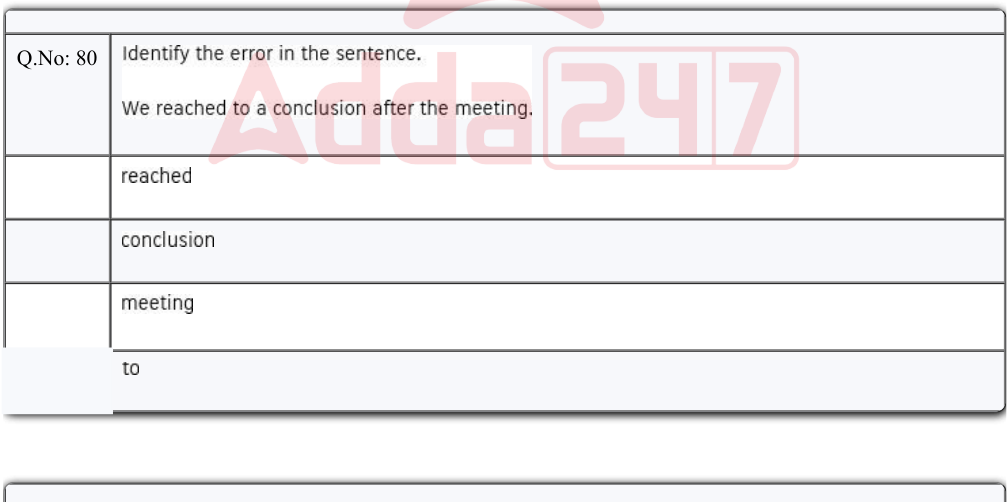 Q.No: 80
Identify the error in the sentence.
We reached to a conclusion after the meeting.
Adda247
reached
conclusion
meeting
to